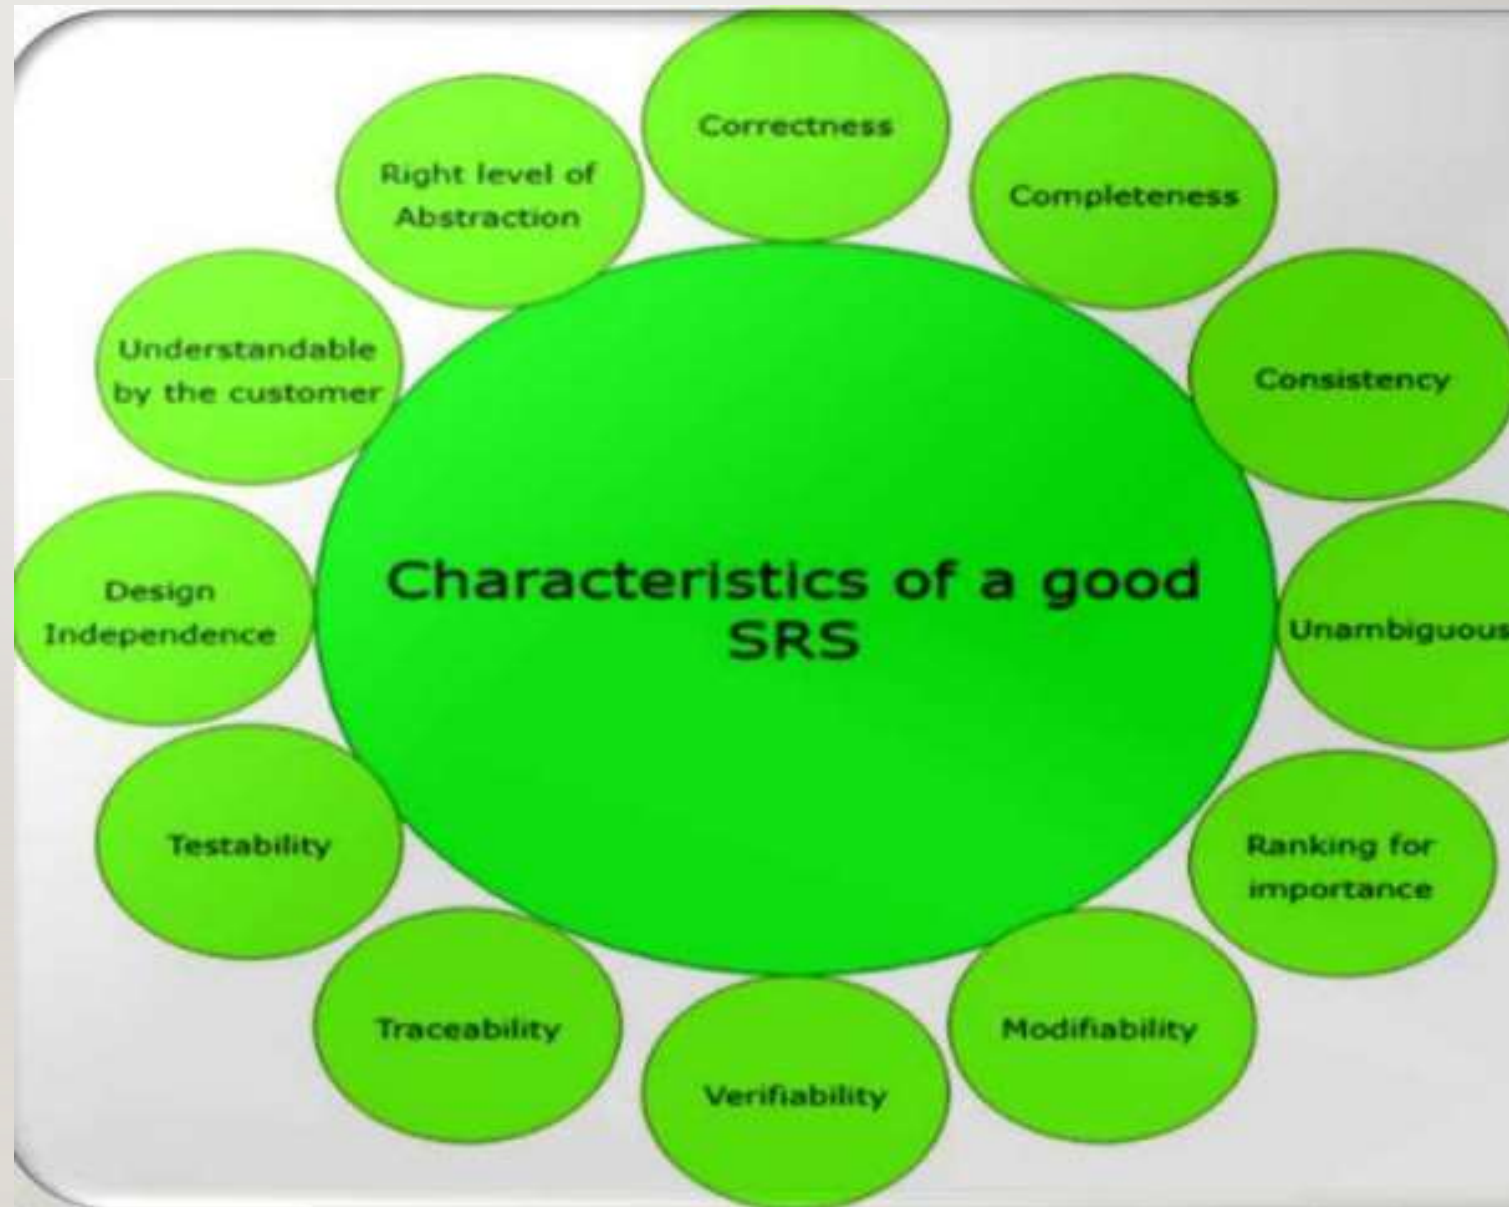 Correctness
Completeness
Consistency
Unambiguous
Ranking for
importance
Modifiability
Verifiability
Traceability
Testability
Design
Independence
Understandable
by the customer
Right level of
Abstraction
Characteristics of a good
SRS